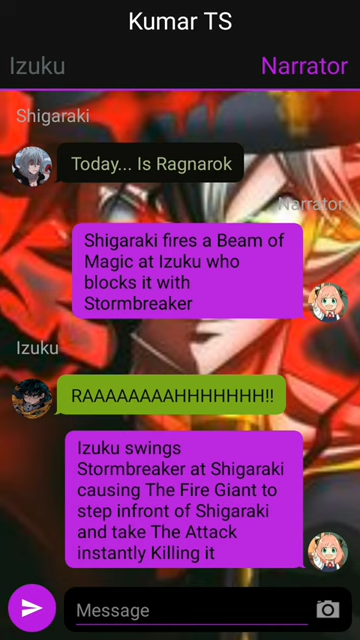 Kumar TS
Izuku
Narrator
Shigaraki
Today... Is Ragnarok
Narrator
Shigaraki fires a Beam of
Magic at Izuku who
blocks it with
Stormbreaker
Izuku
RAAAAAAAAHHHHHHH!!
Izuku swings
Stormbreaker at Shigaraki
causing The Fire Giant to
step infront of Shigaraki
and take The Attack
instantly Killing it
Message